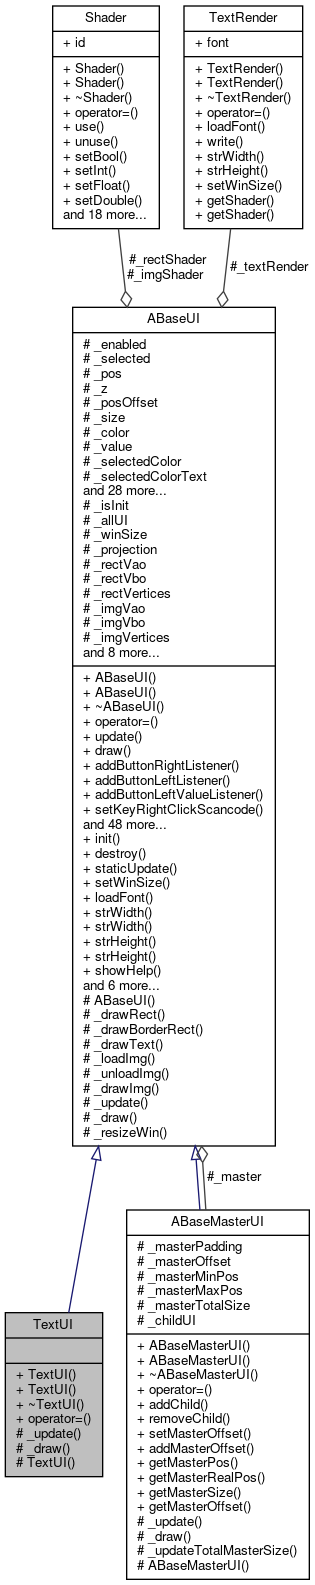 Shader
+ id
+ Shader()
+ Shader()
+ ~Shader()
+ operator=()
+ use()
+ unuse()
+ setBool()
+ setInt()
+ setFloat()
+ setDouble()
and 18 more...
TextRender
+ font
+ TextRender()
+ TextRender()
+ ~TextRender()
+ operator=()
+ loadFont()
+ write()
+ strWidth()
+ strHeight()
+ setWinSize()
+ getShader()
+ getShader()
#_rectShader
#_imgShader
#_textRender
ABaseUI
# _enabled
# _selected
# _pos
# _z
# _posOffset
# _size
# _color
# _value
# _selectedColor
# _selectedColorText
and 28 more...
# _isInit
# _allUI
# _winSize
# _projection
# _rectVao
# _rectVbo
# _rectVertices
# _imgVao
# _imgVbo
# _imgVertices
and 8 more...
+ ABaseUI()
+ ABaseUI()
+ ~ABaseUI()
+ operator=()
+ update()
+ draw()
+ addButtonRightListener()
+ addButtonLeftListener()
+ addButtonLeftValueListener()
+ setKeyRightClickScancode()
and 48 more...
+ init()
+ destroy()
+ staticUpdate()
+ setWinSize()
+ loadFont()
+ strWidth()
+ strWidth()
+ strHeight()
+ strHeight()
+ showHelp()
and 6 more...
# ABaseUI()
# _drawRect()
# _drawBorderRect()
# _drawText()
# _loadImg()
# _unloadImg()
# _drawImg()
# _update()
# _draw()
# _resizeWin()
#_master
TextUI
+ TextUI()
+ TextUI()
+ ~TextUI()
+ operator=()
# _update()
# _draw()
# TextUI()
ABaseMasterUI
# _masterPadding
# _masterOffset
# _masterMinPos
# _masterMaxPos
# _masterTotalSize
# _childUI
+ ABaseMasterUI()
+ ABaseMasterUI()
+ ~ABaseMasterUI()
+ operator=()
+ addChild()
+ removeChild()
+ setMasterOffset()
+ addMasterOffset()
+ getMasterPos()
+ getMasterRealPos()
+ getMasterSize()
+ getMasterOffset()
# _update()
# _draw()
# _updateTotalMasterSize()
# ABaseMasterUI()